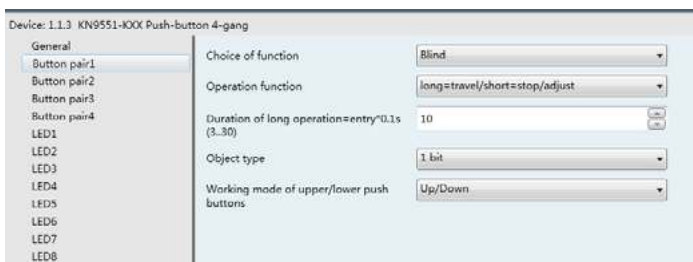 Device: 1.1.3 KN9551-KXX Push-button 4-gang
General
Button pair1
Button pair2
Button pair3
Button pair4
LED1
LED2
LED3
LED4
LED5
LED6
LED7
LED8
Choice of function
Blind
Operation function
long=travel/short=stop/adjust
Duration of long operation=entry*0.1s
(3..30)
10
Object type
1 bit
Working mode of upper/lower push
buttons
Up/Down